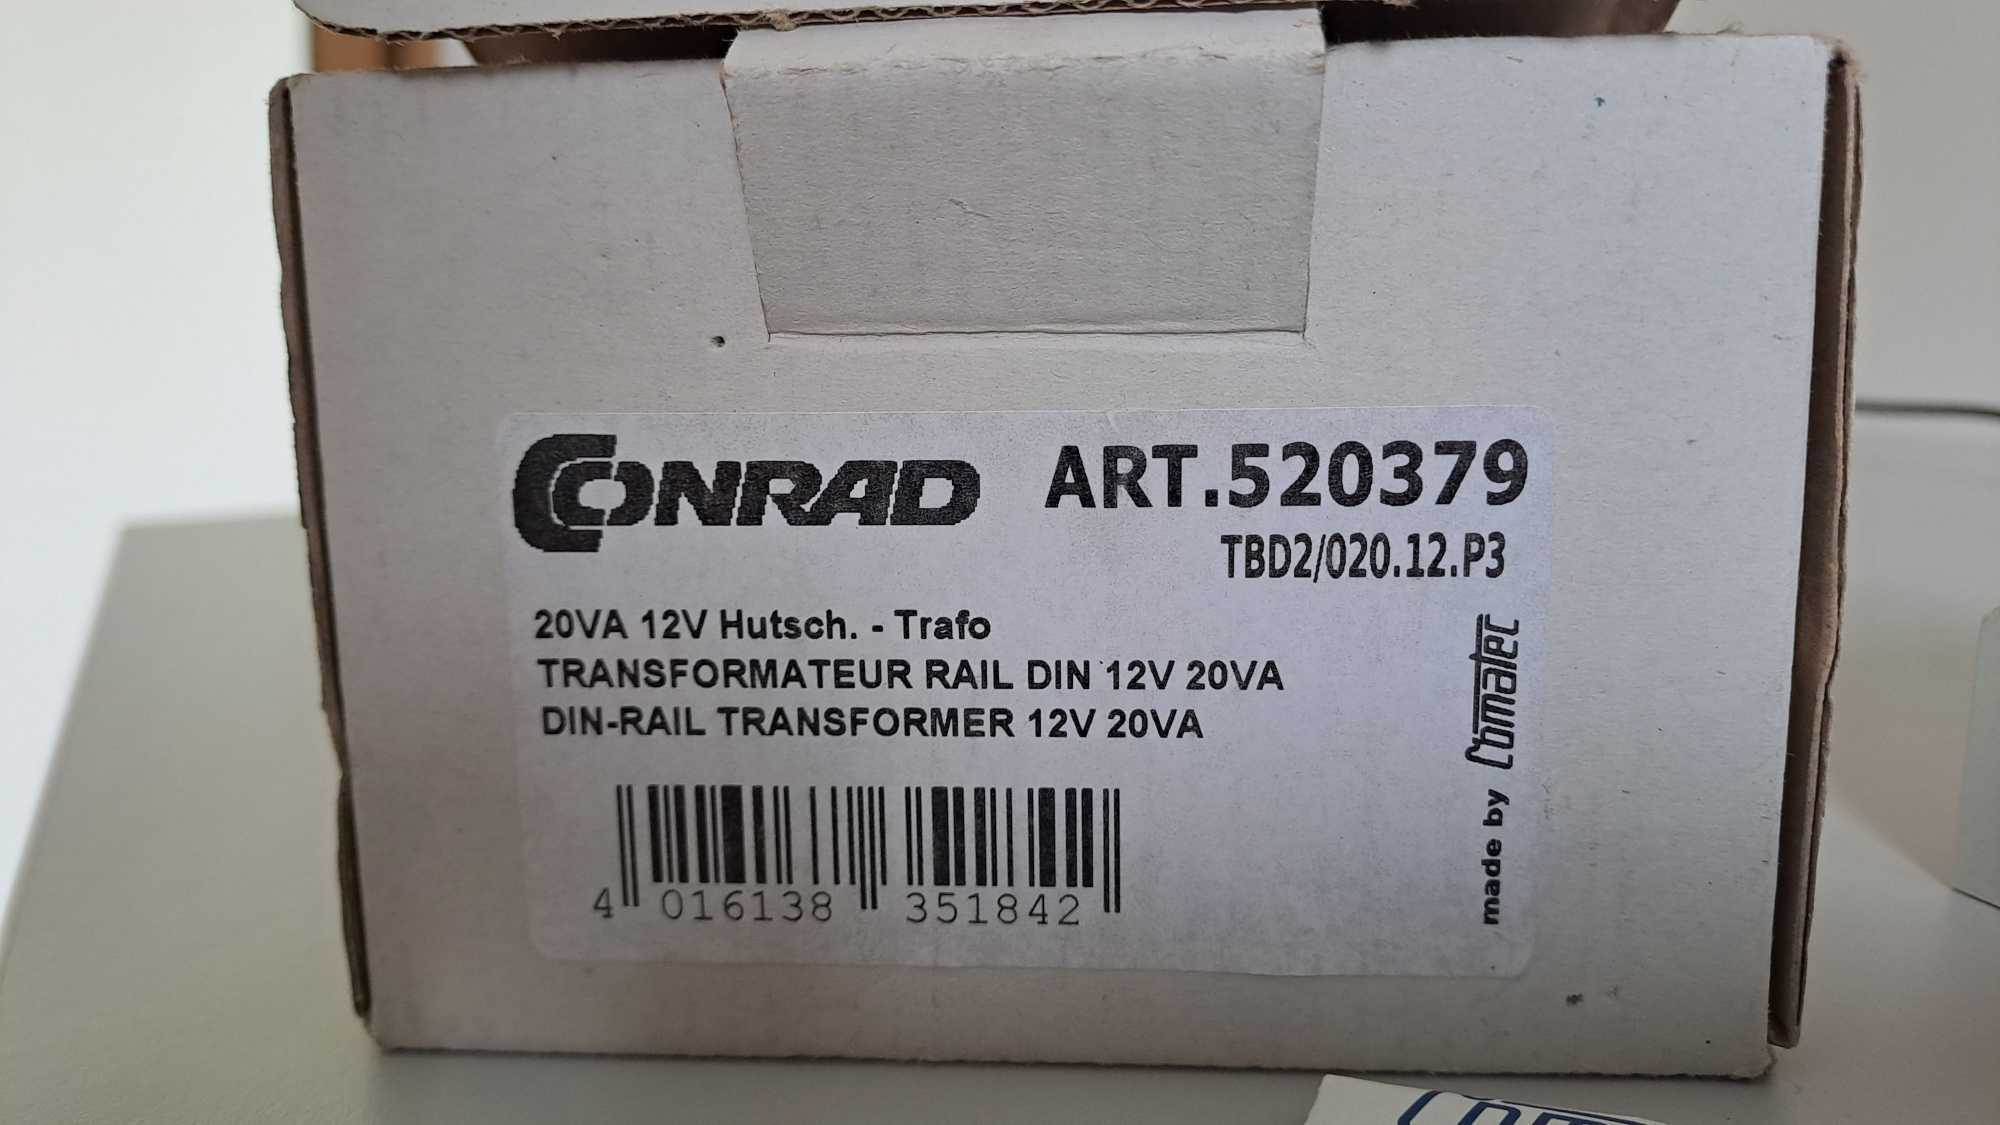 CONRAD ART.520379
TBD2/020.12.P3
20VA 12V Hutsch. - Trafo
TRANSFORMATEUR RAIL DIN 12V 20VA
DIN-RAIL TRANSFORMER 12V 20VA
4 016138 351842
made by Comatec